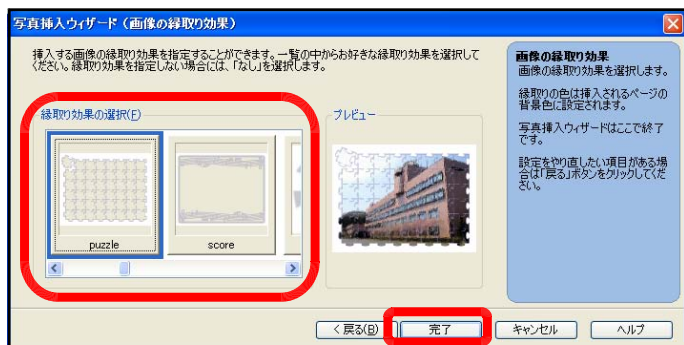 写真挿入ウィザード（画像の縁取り効果）
挿入する画像の縁取り効果を指定することができます。一覧の中からお好きな縁取り効果を選択して
ください。縁取り効果を指定しない場合には、「なし」を選択します。
縁取り効果の選択(F)
puzzle
score
プレビュー
画像の縁取り効果
画像の縁取り効果を選択します。
縁取りの色は挿入されるページの
背景色に設定されます。
写真挿入ウィザードはここで終了
です。
設定をやり直したい項目がある場
合は「戻る」ボタンをクリックしてくだ
さい。
< 戻る(B)
完了
キャンセル
ヘルプ